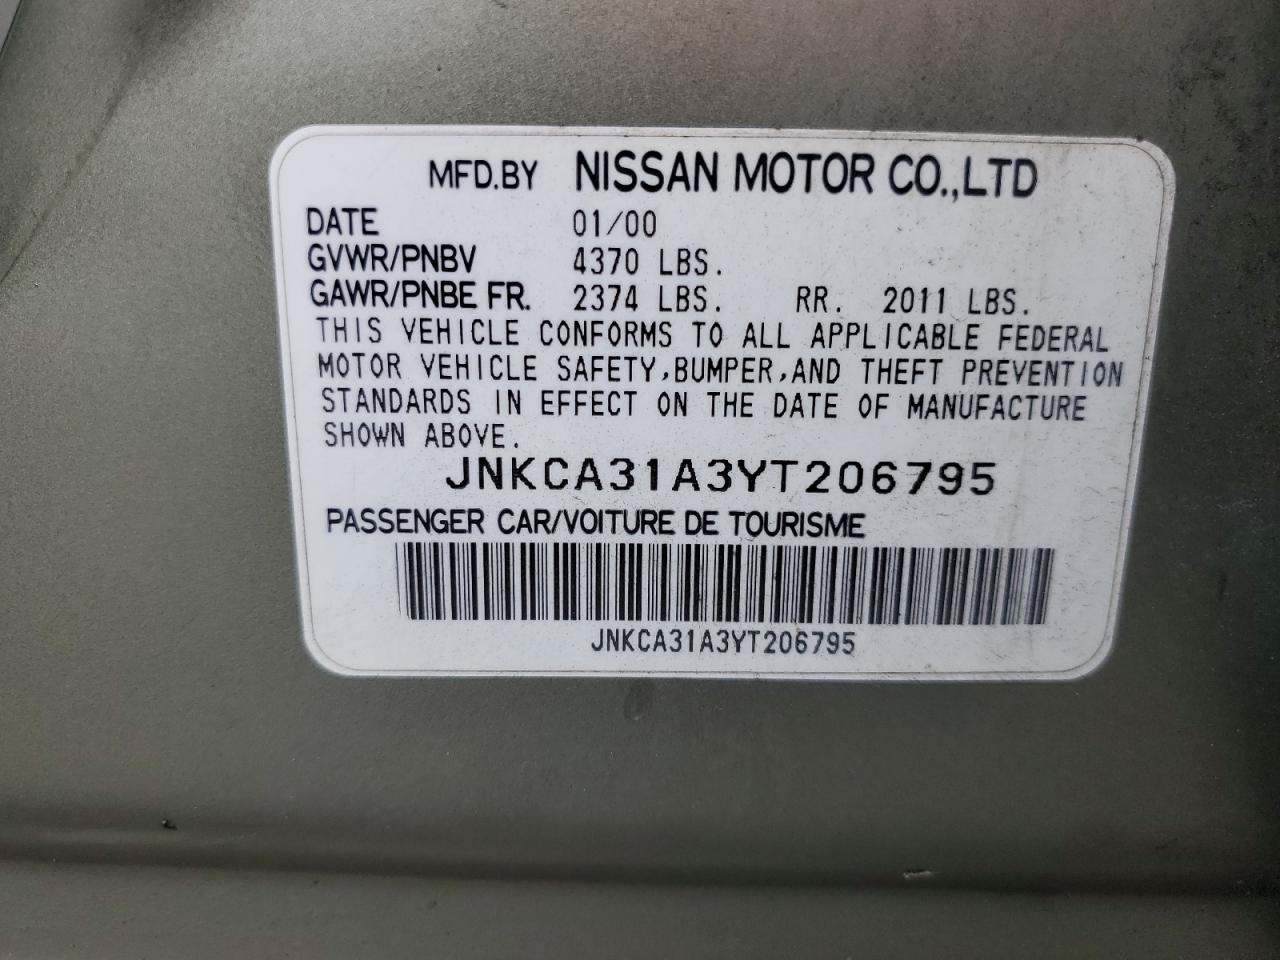 MFD.BY NISSAN MOTOR CO.,LTD
DATE 01/00
GVWR/PNBV 4370 LBS.
GAWR/PNBE FR. 2374 LBS. RR. 2011 LBS.
THIS VEHICLE CONFORMS TO ALL APPLICABLE FEDERAL
MOTOR VEHICLE SAFETY,BUMPER,AND THEFT PREVENTION
STANDARDS IN EFFECT ON THE DATE OF MANUFACTURE
SHOWN ABOVE.
JNKCA31A3YT206795
PASSENGER CAR/VOITURE DE TOURISME
JNKCA31A3YT206795